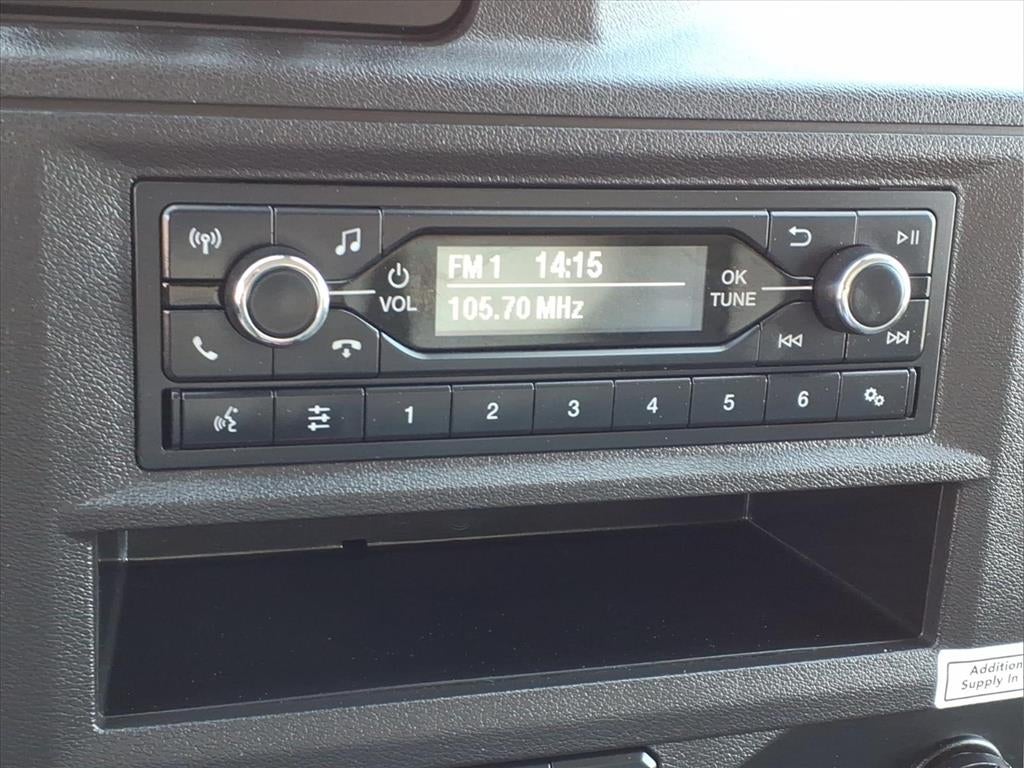 FM 1 14:15
105.70 MHz
VOL
OK
TUNE
1 2 3 4 5 6
Addition
Supply In